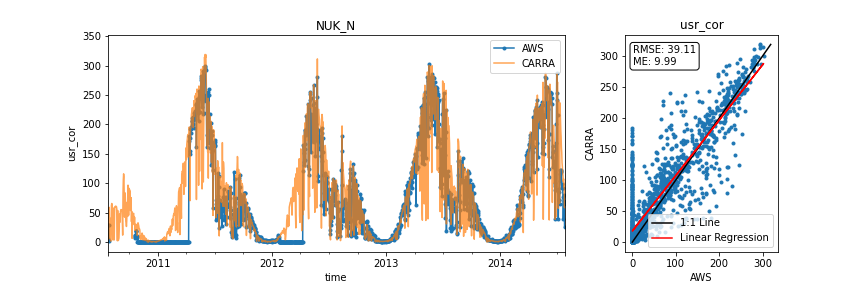 NUK_N
usr_cor
350
300
250
200
150
100
50
0
usr_cor
AWS
CARRA
2011
2012
2013
2014
time
RMSE: 39.11
ME: 9.99
300
250
200
150
100
50
0
CARRA
1:1 Line
Linear Regression
0
100
200
300
AWS